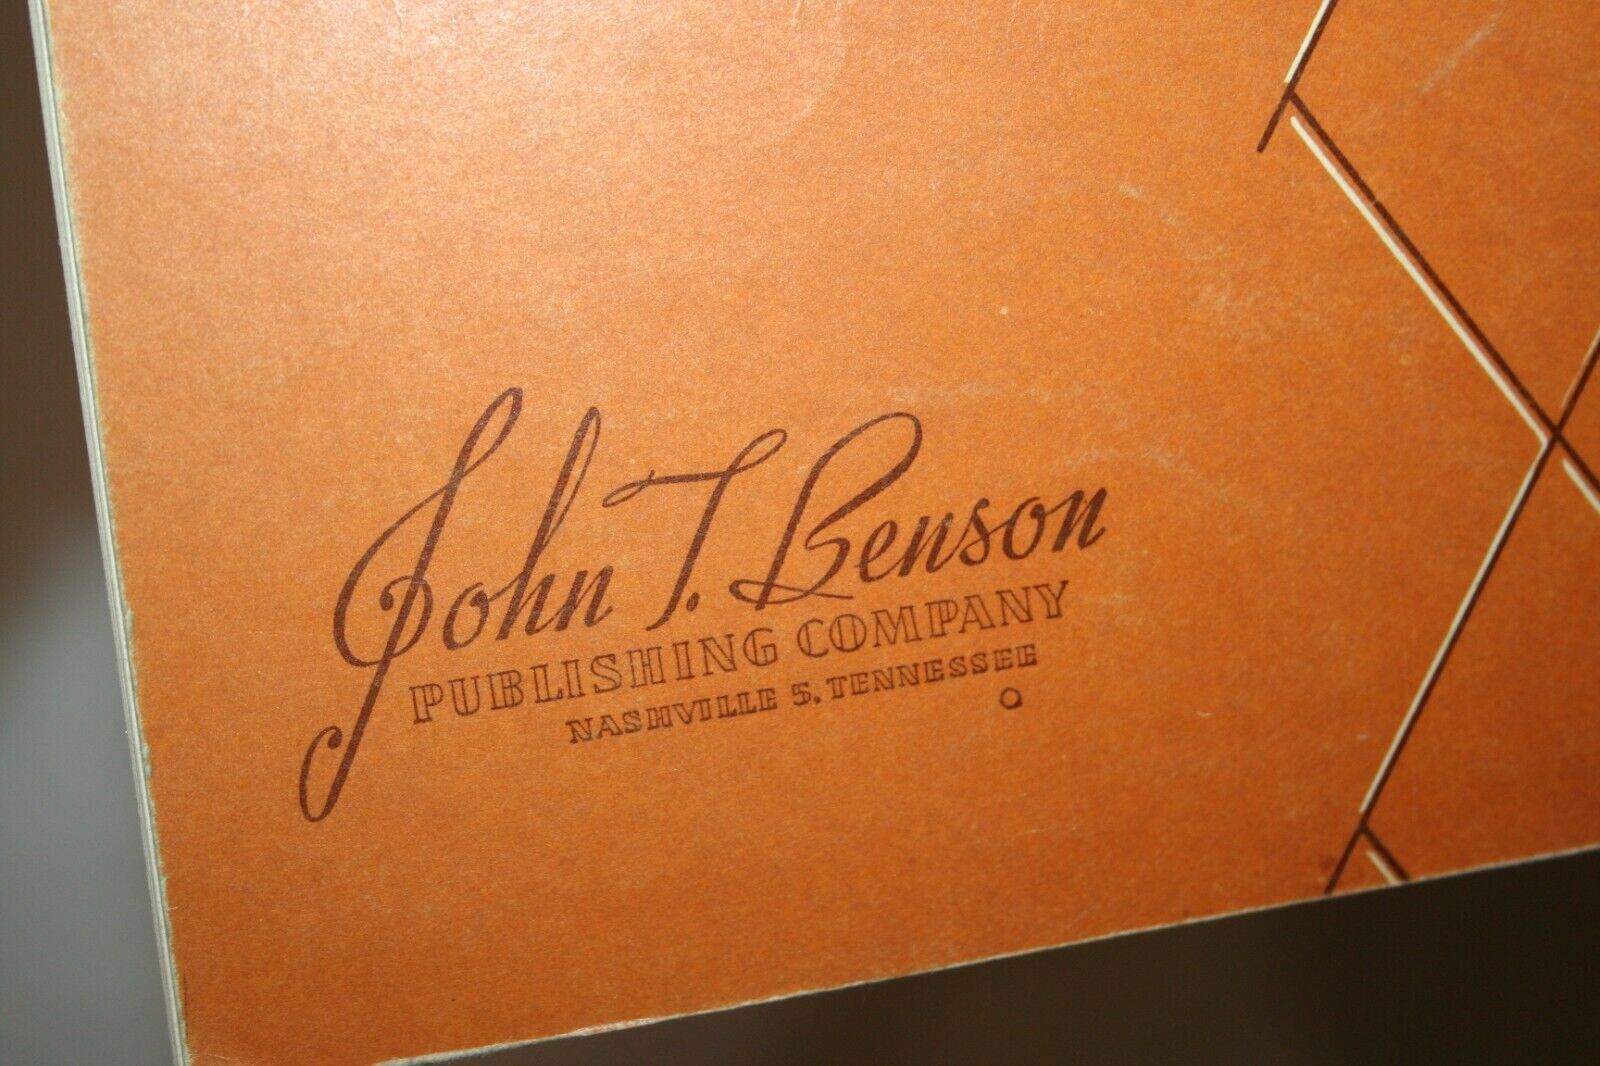 John T. Benson
PUBLISHING COMPANY
NASHVILLE 5, TENNESSEE